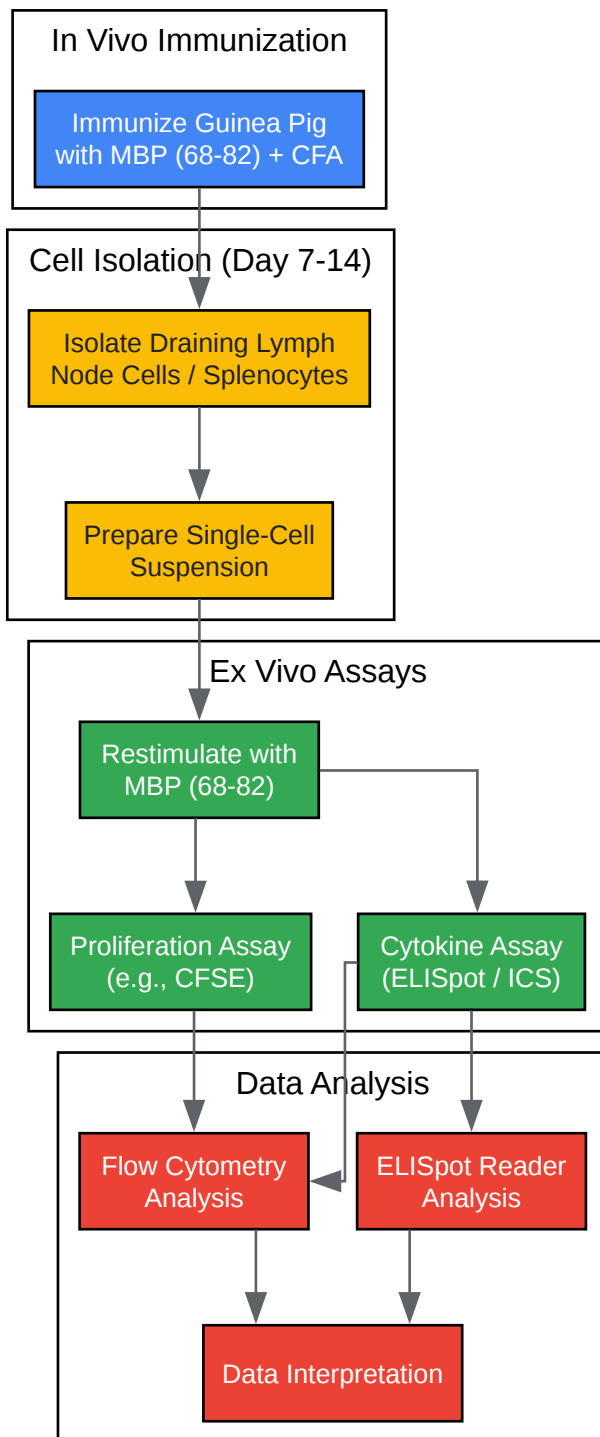 In Vivo Immunization
Immunize Guinea Pig
with MBP (68-82) + CFA
Cell Isolation (Day 7-14)
Isolate Draining Lymph
Node Cells / Splenocytes
Prepare Single-Cell
Suspension
Ex Vivo Assays
Restimulate with
MBP (68-82)
Proliferation Assay
(e.g., CFSE)
Cytokine Assay
(ELISpot / ICS)
Data Analysis
Flow Cytometry
Analysis
ELISpot Reader
Analysis
Data Interpretation